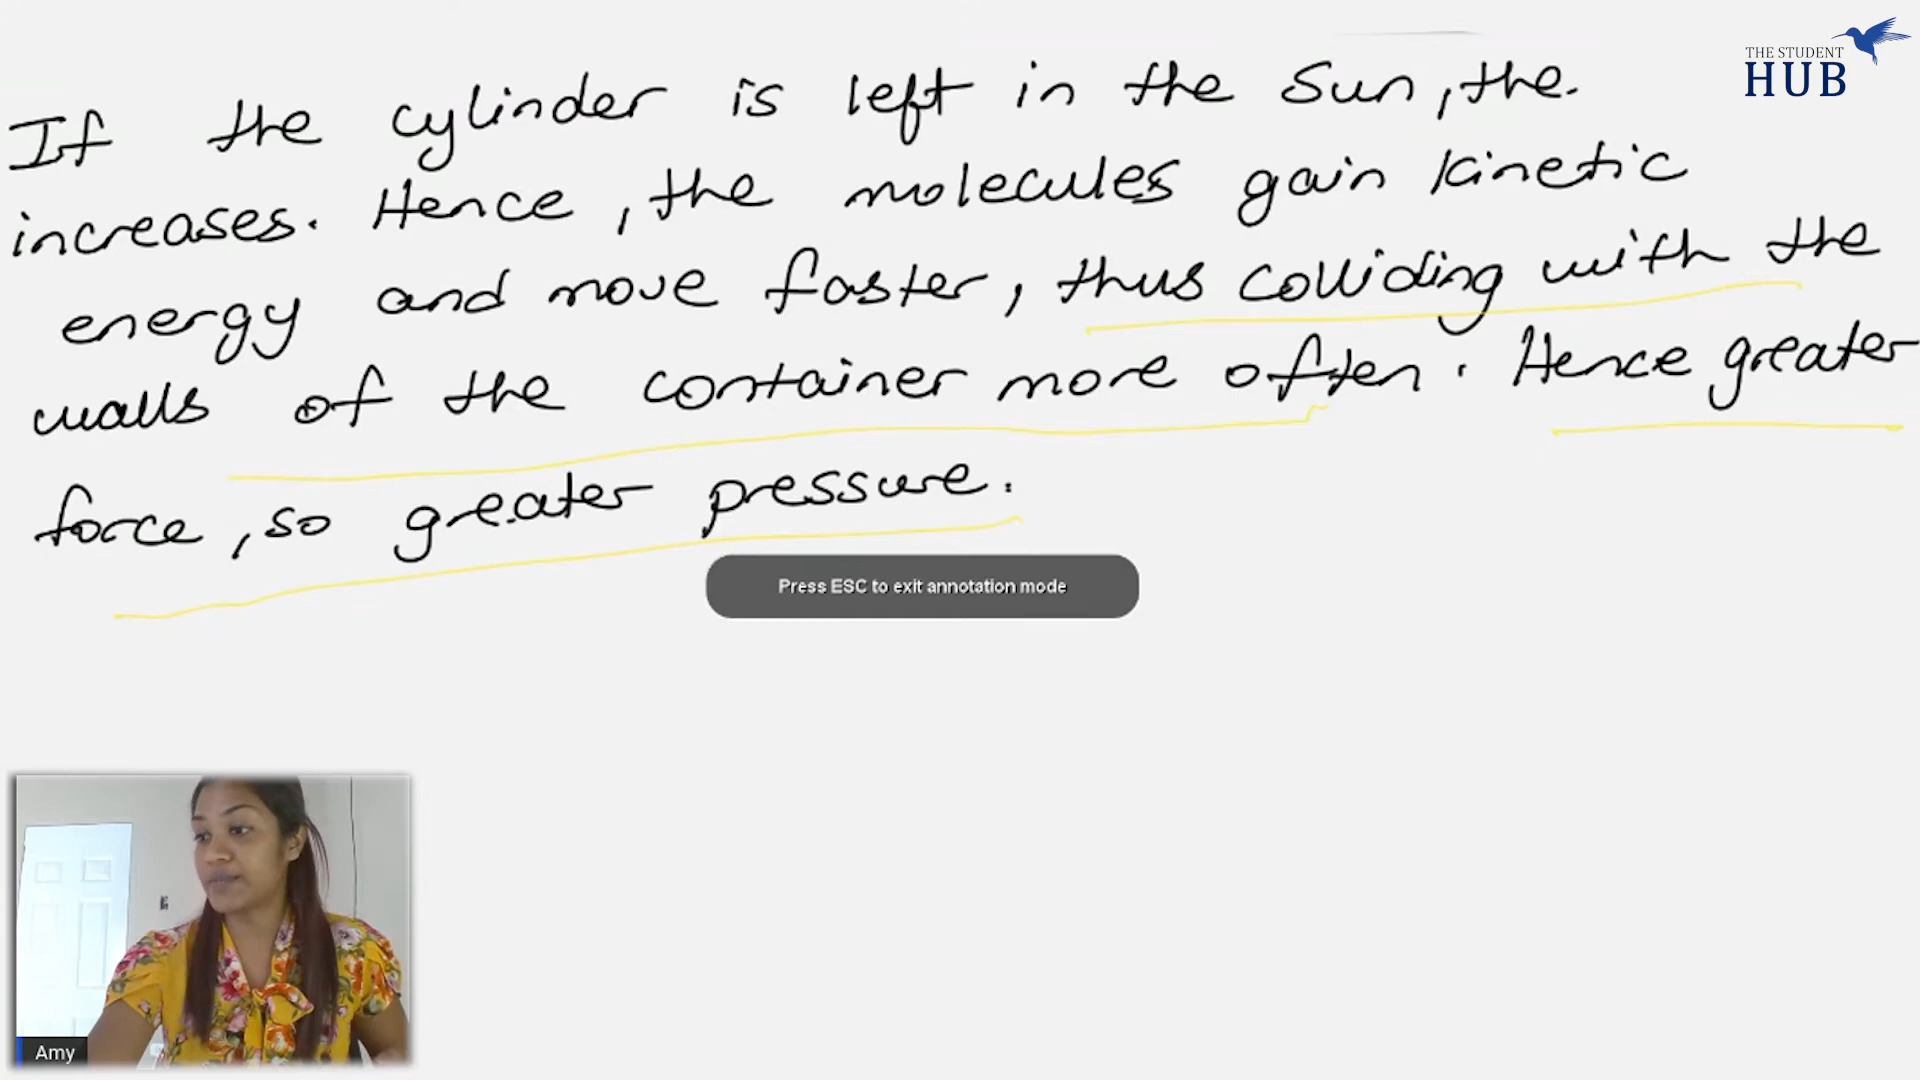 THE STUDENT
HUB
If the cylinder is left in the Sun, the.
increases. Hence, the molecules gain kinetic
energy and move faster, thus colliding with the
walls of the container more often. Hence greater
force, so greater pressure.
Press ESC to exit annotation mode
Amy